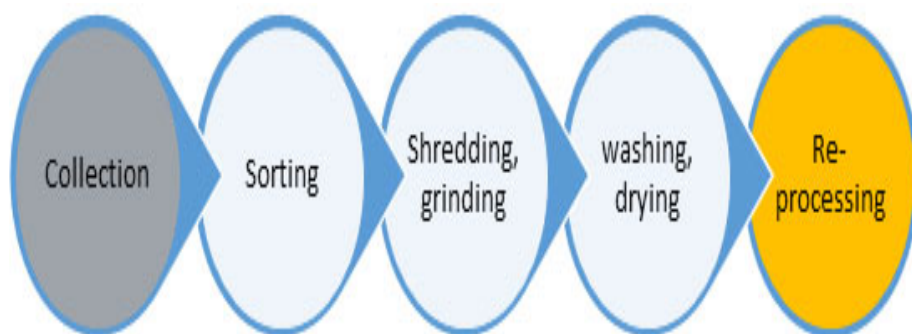 Collection
Sorting
Shredding,
grinding
washing,
drying
Re-
processing